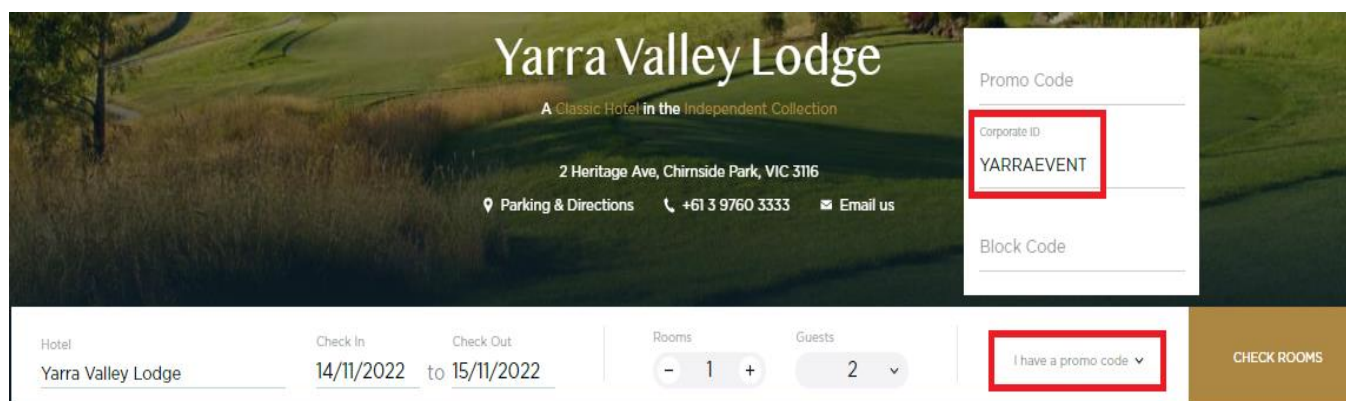 Yarra Valley Lodge
A Classic Hotel in the Independent Collection
2 Heritage Ave, Chirnside Park, VIC 3116
Parking & Directions +61 3 9760 3333 Email us
Promo Code
Corporate ID
YARRAEVENT
Block Code
Hotel
Yarra Valley Lodge
Check In
14/11/2022
to
Check Out
15/11/2022
Rooms
- 1 +
Guests
2
I have a promo code
CHECK ROOMS